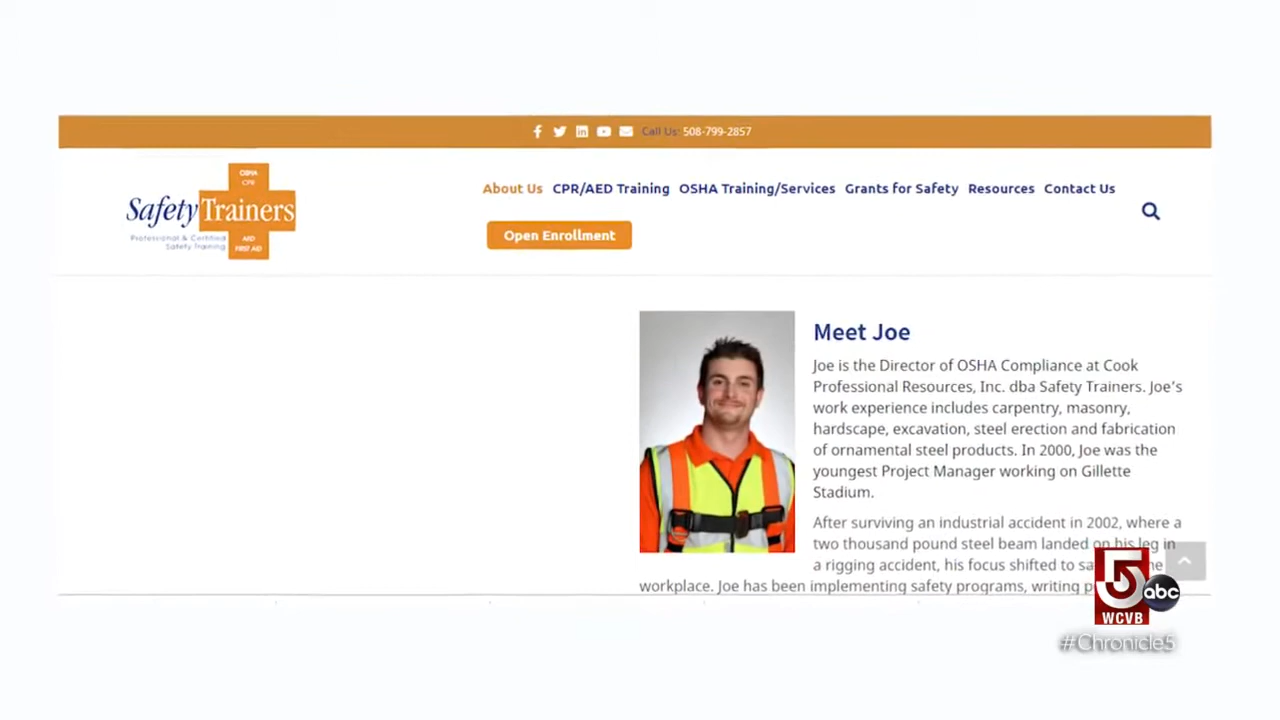 Call Us: 508-799-2857
OSHA
CPR
Safety Trainers
Professional & Certified
Safety Training
AED
FIRST AID
About Us CPR/AED Training OSHA Training/Services Grants for Safety Resources Contact Us
Open Enrollment
Meet Joe
Joe is the Director of OSHA Compliance at Cook
Professional Resources, Inc. dba Safety Trainers. Joe's
work experience includes carpentry, masonry,
hardscape, excavation, steel erection and fabrication
of ornamental steel products. In 2000, Joe was the
youngest Project Manager working on Gillette
Stadium.
After surviving an industrial accident in 2002, where a
two thousand pound steel beam landed on his leg in
a rigging accident, his focus shifted to
workplace. Joe has been implementing safety programs, writing
5
abc
WCVB
#Chronicle5